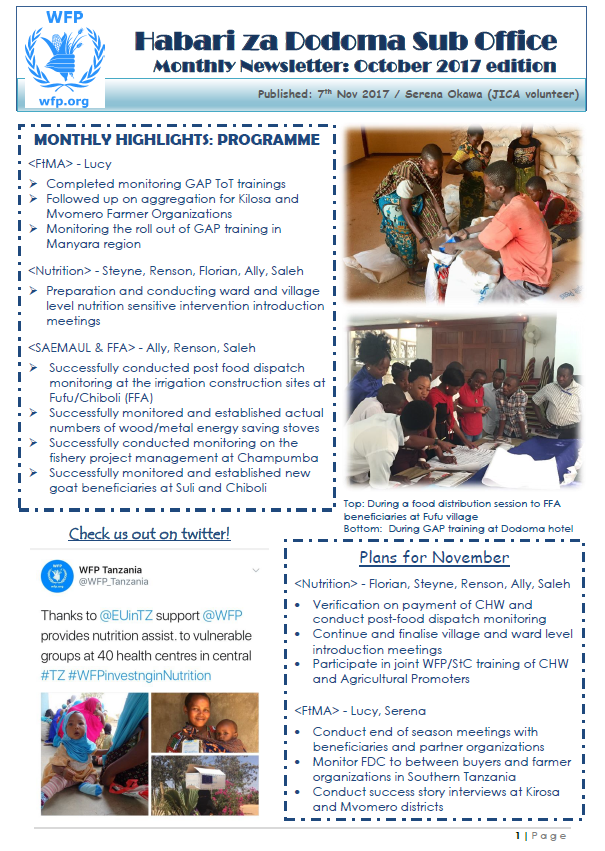 WFP
wfp.org
Habari za Dodoma Sub Office
Monthly Newsletter: October 2017 edition
Published: 7th Nov 2017 / Serena Okawa (JICA volunteer)
MONTHLY HIGHLIGHTS: PROGRAMME
<FtMA> - Lucy
➢ Completed monitoring GAP ToT trainings
➢ Followed up on aggregation for Kilosa and
Mvomero Farmer Organizations
➢ Monitoring the roll out of GAP training in
Manyara region
<Nutrition> - Steyne, Renson, Florian, Ally, Saleh
➢ Preparation and conducting ward and village
level nutrition sensitive intervention introduction
meetings
<SAEMAUL & FFA> - Ally, Renson, Saleh
➢ Successfully conducted post food dispatch
monitoring at the irrigation construction sites at
Fufu/Chiboli (FFA)
➢ Successfully monitored and established actual
numbers of wood/metal energy saving stoves
➢ Successfully conducted monitoring on the
fishery project management at Champumba
➢ Successfully monitored and established new
goat beneficiaries at Suli and Chiboli
Top: During a food distribution session to FFA
beneficiaries at Fufu village
Bottom: During GAP training at Dodoma hotel
Check us out on twitter!
WFP Tanzania
@WFP_Tanzania
Thanks to @EUinTZ support @WFP
provides nutrition assist. to vulnerable
groups at 40 health centres in central
#TZ #WFPinvestnginNutrition
Plans for November
<Nutrition> - Florian, Steyne, Renson, Ally, Saleh
• Verification on payment of CHW and
conduct post-food dispatch monitoring
• Continue and finalise village and ward level
introduction meetings
• Participate in joint WFP/StC training of CHW
and Agricultural Promoters
<FtMA> - Lucy, Serena
• Conduct end of season meetings with
beneficiaries and partner organizations
• Monitor FDC to between buyers and farmer
organizations in Southern Tanzania
• Conduct success story interviews at Kirosa
and Mvomero districts
1 | Page